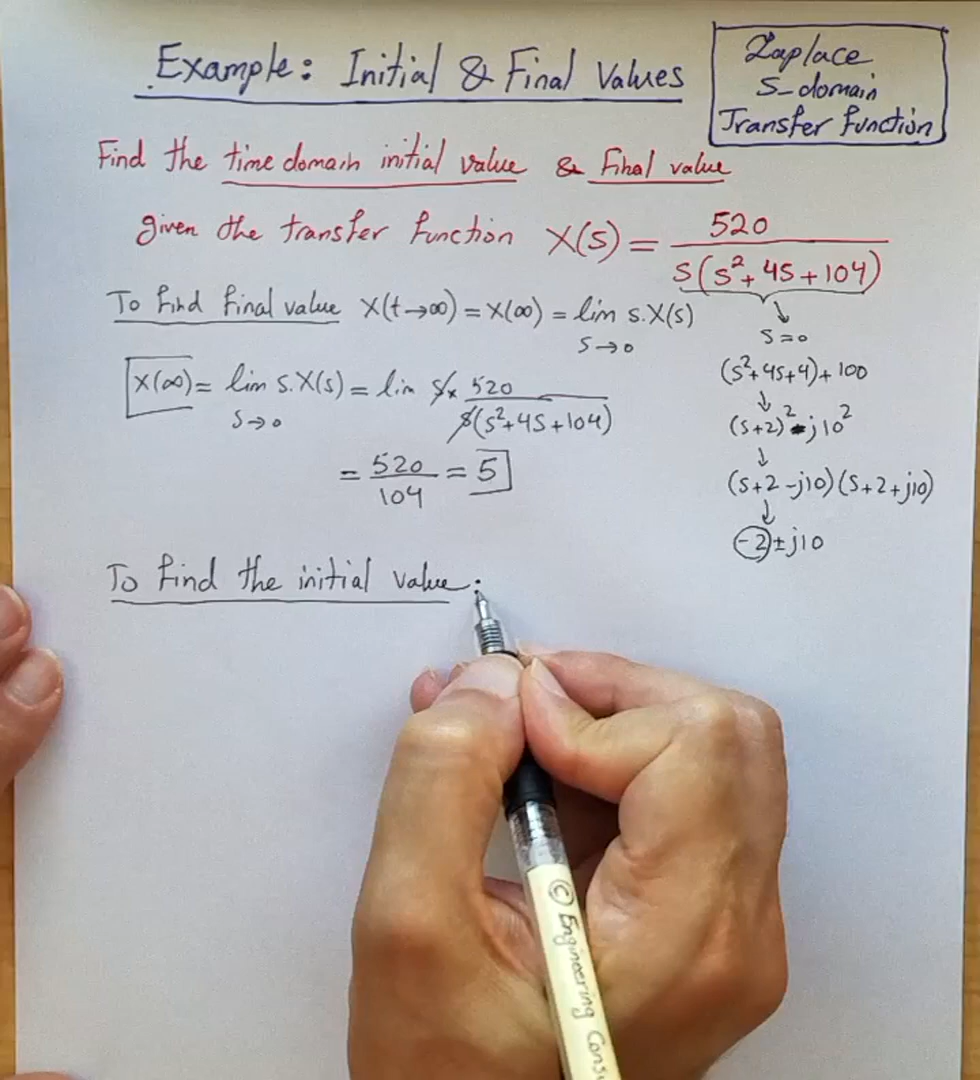 Example: Initial & Final Values
Laplace
S-domain
Transfer function
Find the time domain initial value & Final value
given the transfer function X(s) = 520 / s(s²+4s+104)
To Find final value X(t→∞) = X(∞) = lim s.X(s)
s→0
s=0
X(∞) = lim s.X(s) = lim s x 520 / s(s²+4s+104)
s→0
= 520 / 104 = 5
(s²+4s+4)+100
↓
(s+2)² - j10²
↓
(s+2-j10)(s+2+j10)
↓
-2 ± j10
To find the initial value:
© Engineering Cons